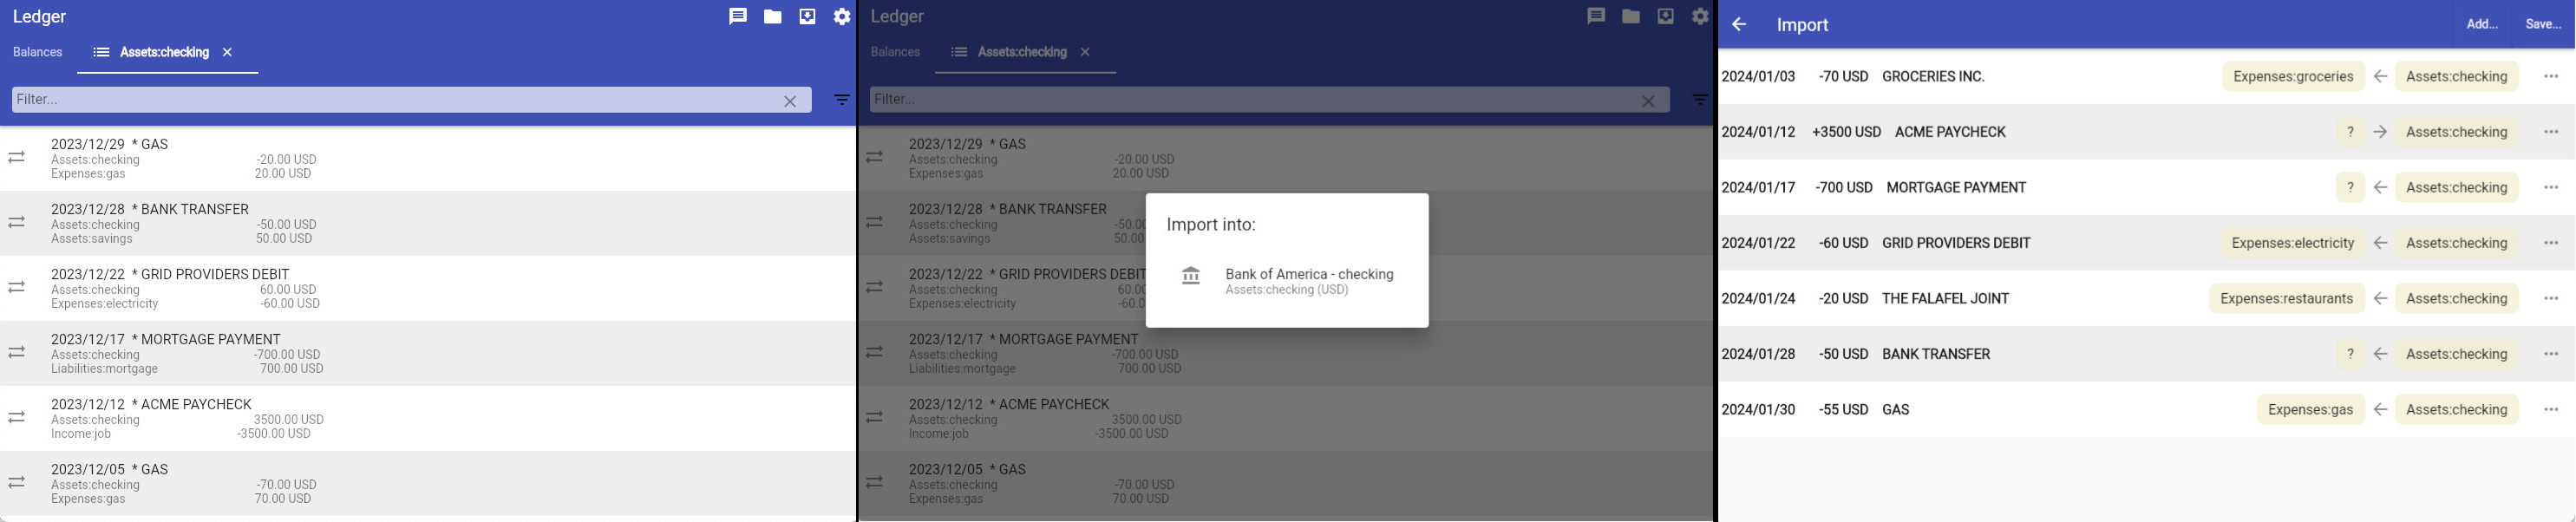 Ledger
Balances Assets:checking
Filter...
2023/12/29 * GAS
Assets:checking -20.00 USD
Expenses:gas 20.00 USD
2023/12/28 * BANK TRANSFER
Assets:checking -50.00 USD
Assets:savings 50.00 USD
2023/12/22 * GRID PROVIDERS DEBIT
Assets:checking 60.00 USD
Expenses:electricity -60.00 USD
2023/12/17 * MORTGAGE PAYMENT
Assets:checking -700.00 USD
Liabilities:mortgage 700.00 USD
2023/12/12 * ACME PAYCHECK
Assets:checking 3500.00 USD
Income:job -3500.00 USD
2023/12/05 * GAS
Assets:checking -70.00 USD
Expenses:gas 70.00 USD
Ledger
Balances Assets:checking
Filter...
2023/12/29 * GAS
Assets:checking -20.00 USD
Expenses:gas 20.00 USD
2023/12/28 * BANK TRANSFER
Assets:checking -50.0
Assets:savings 50.00
2023/12/22 * GRID PROVIDERS DEBIT
Assets:checking 60.00
Expenses:electricity -60.0
2023/12/17 * MORTGAGE PAYMENT
Assets:checking -700.00 USD
Liabilities:mortgage 700.00 USD
2023/12/12 * ACME PAYCHECK
Assets:checking 3500.00 USD
Income:job -3500.00 USD
2023/12/05 * GAS
Assets:checking -70.00 USD
Expenses:gas 70.00 USD
Import into:
Bank of America - checking
Assets:checking (USD)
Import Add... Save...
2024/01/03 -70 USD GROCERIES INC. Expenses:groceries ← Assets:checking ...
2024/01/12 +3500 USD ACME PAYCHECK ? → Assets:checking ...
2024/01/17 -700 USD MORTGAGE PAYMENT ? ← Assets:checking ...
2024/01/22 -60 USD GRID PROVIDERS DEBIT Expenses:electricity ← Assets:checking ...
2024/01/24 -20 USD THE FALAFEL JOINT Expenses:restaurants ← Assets:checking ...
2024/01/28 -50 USD BANK TRANSFER ? ← Assets:checking ...
2024/01/30 -55 USD GAS Expenses:gas ← Assets:checking ...